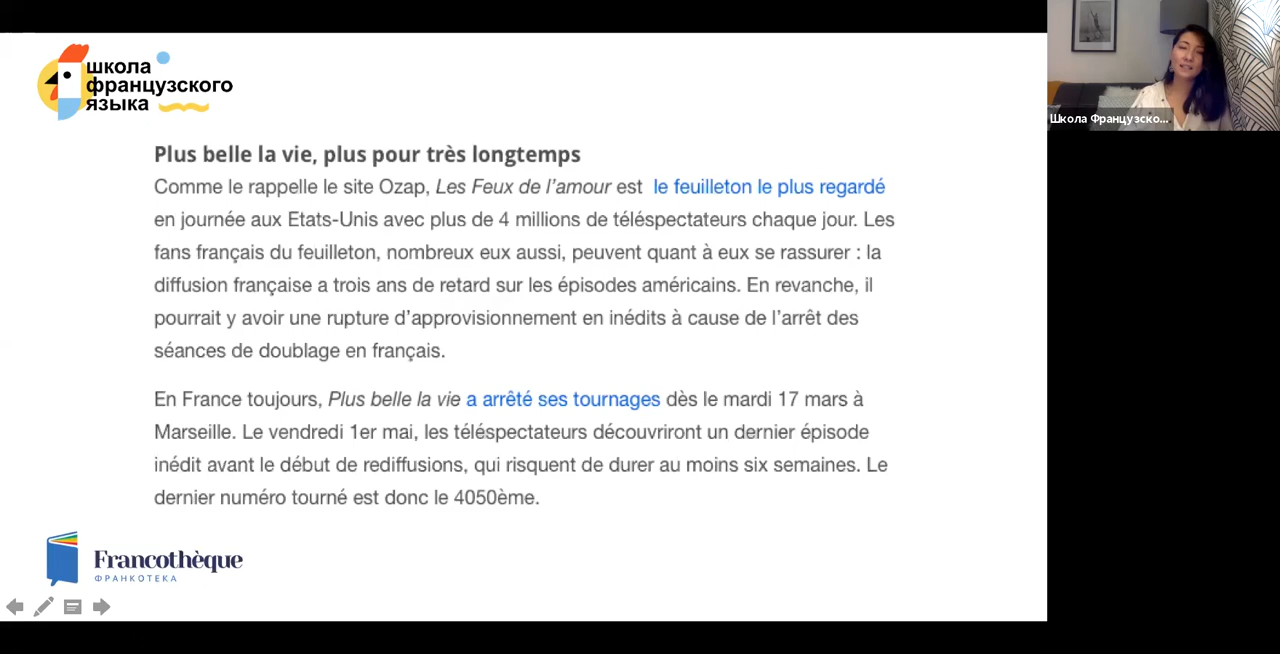 школа
французского
языка
Школа Французско...
Plus belle la vie, plus pour très longtemps
Comme le rappelle le site Ozap, Les Feux de l’amour est le feuilleton le plus regardé
en journée aux Etats-Unis avec plus de 4 millions de téléspectateurs chaque jour. Les
fans français du feuilleton, nombreux eux aussi, peuvent quant à eux se rassurer : la
diffusion française a trois ans de retard sur les épisodes américains. En revanche, il
pourrait y avoir une rupture d’approvisionnement en inédits à cause de l’arrêt des
séances de doublage en français.
En France toujours, Plus belle la vie a arrêté ses tournages dès le mardi 17 mars à
Marseille. Le vendredi 1er mai, les téléspectateurs découvriront un dernier épisode
inédit avant le début de rediffusions, qui risquent de durer au moins six semaines. Le
dernier numéro tourné est donc le 4050ème.
Francothèque
ФРАНКОТЕКА